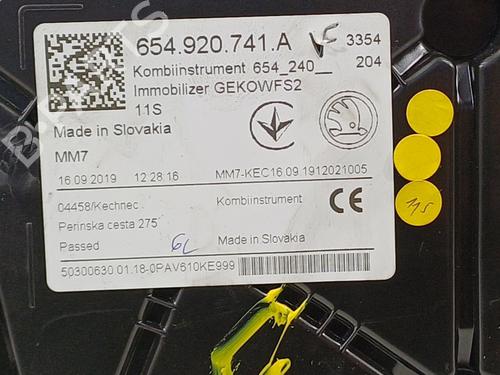 654.920.741.A
3354
Kombiinstrument 654_240__ 204
Immobilizer GEKOWFS2
11S
Made in Slovakia
MM7
16 09 2019 12:28:16 MM7-KEC16 09 1912021005
04458/Kechnec Kombiinstrument
Perinska cesta 275
Passed 6L Made in Slovakia
50300630 01.18-0PAV610KE999
CE
11S